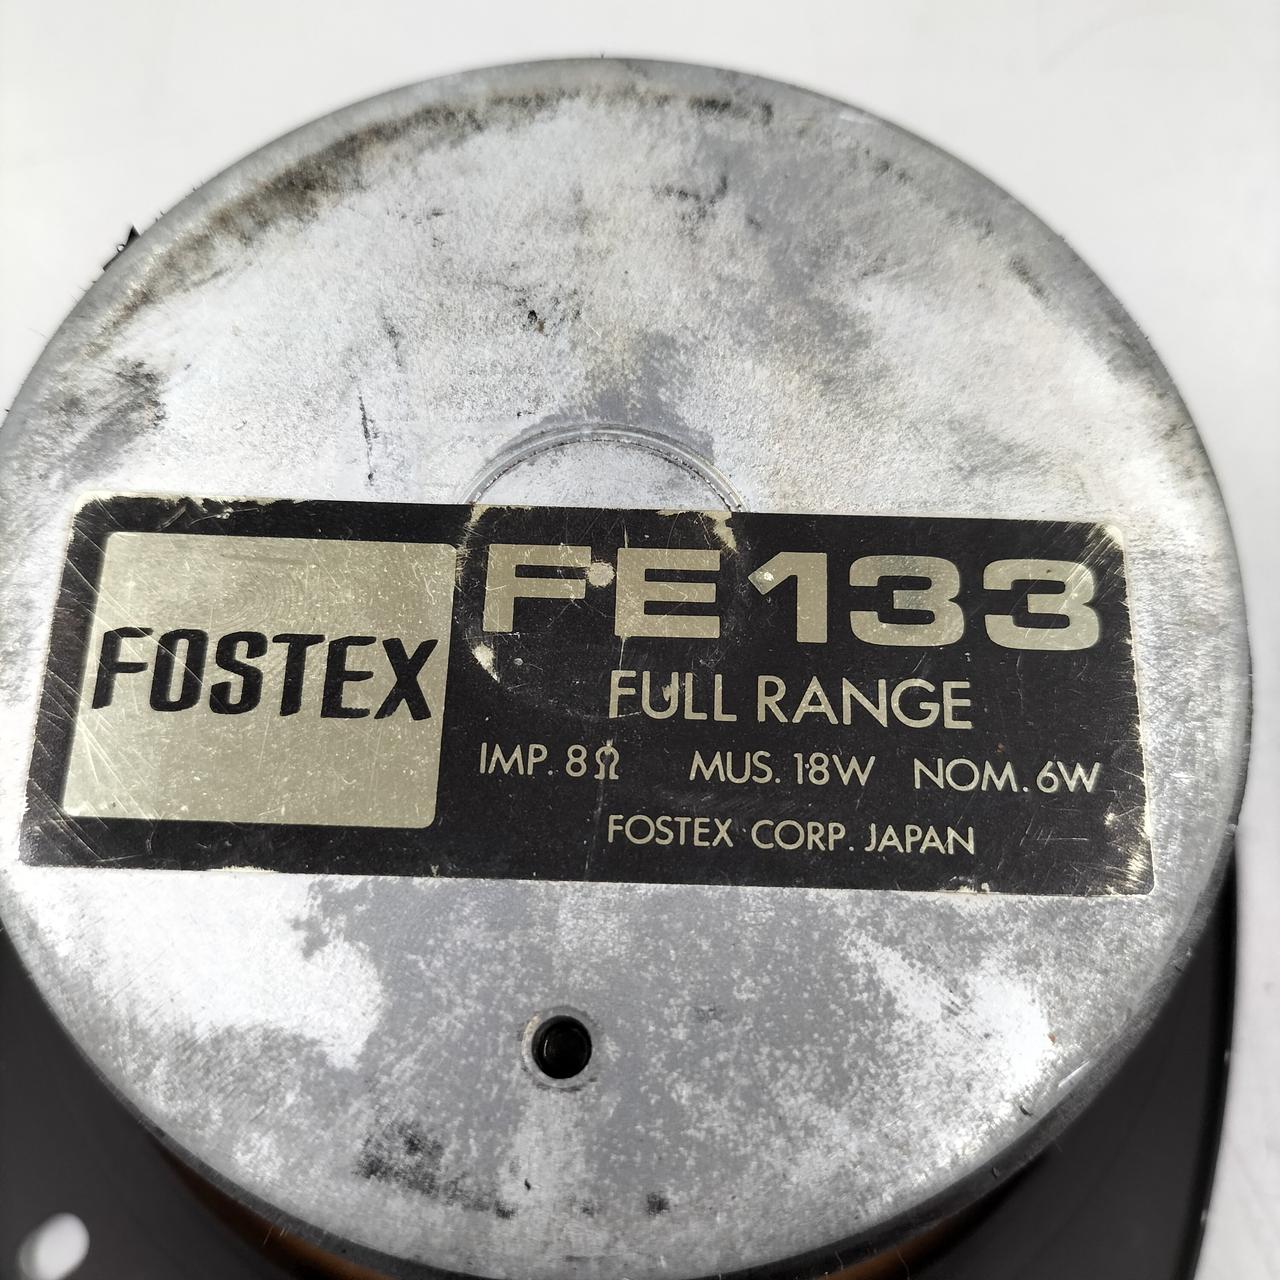 FOSTEX
FE133
FULL RANGE
IMP. 8Ω MUS. 18W NOM. 6W
FOSTEX CORP. JAPAN